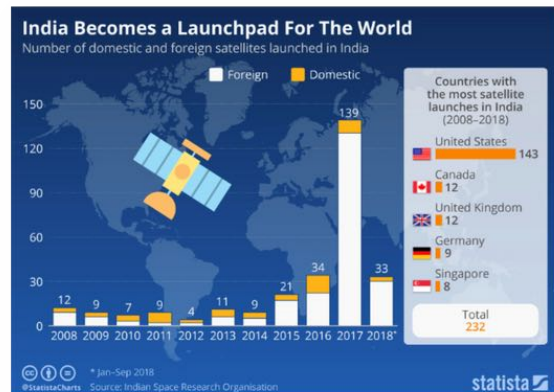 India Becomes a Launchpad For The World
Number of domestic and foreign satellites launched in India
Foreign
Domestic
150
120
90
60
30
0
12
9
7
9
4
11
9
21
34
139
33
2008
2009
2010
2011
2012
2013
2014
2015
2016
2017
2018*
Countries with
the most satellite
launches in India
(2008–2018)
United States
143
Canada
12
United Kingdom
12
Germany
9
Singapore
8
Total
232
* Jan–Sep 2018
@StatistaCharts Source: Indian Space Research Organisation
statista